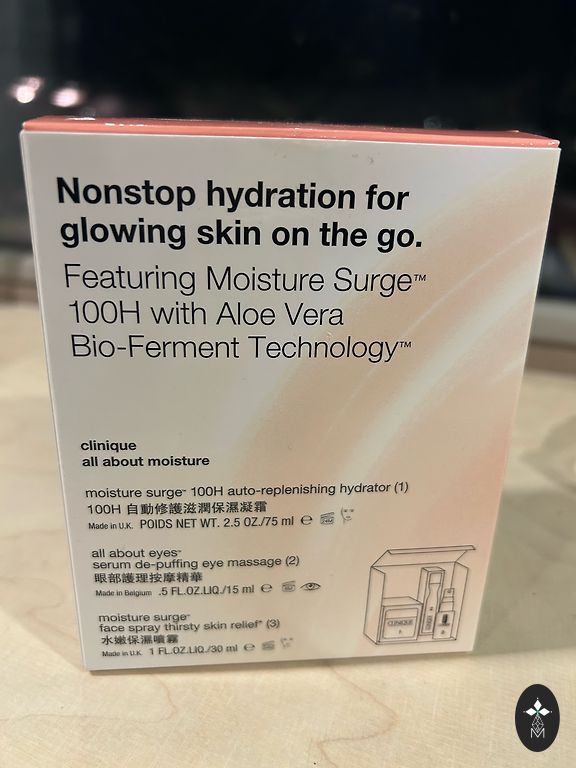 Nonstop hydration for
glowing skin on the go.
Featuring Moisture Surge™
100H with Aloe Vera
Bio-Ferment Technology™
clinique
all about moisture
moisture surge™ 100H auto-replenishing hydrator (1)
100H 自動修護滋潤保濕凝霜
Made in U.K. POIDS NET WT. 2.5 OZ./75 ml ℮ 24M
all about eyes™
serum de-puffing eye massage (2)
眼部護理按摩精華
Made in Belgium .5 FL.OZ.LIQ./15 ml ℮
moisture surge™
face spray thirsty skin relief* (3)
水嫩保濕噴霧
Made in U.K. 1 FL.OZ.LIQ./30 ml ℮
CLINIQUE
1.
M